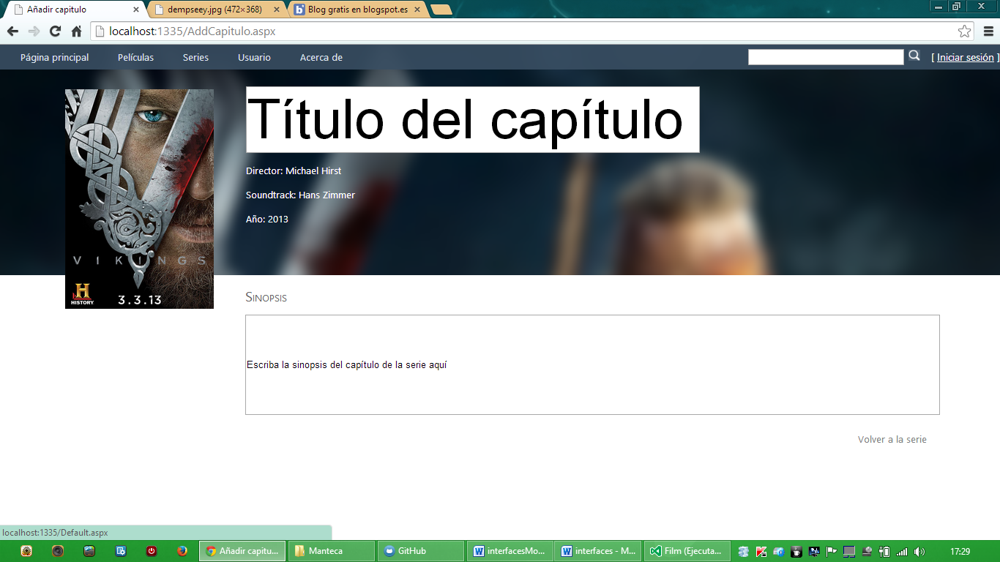 Añadir capitulo
dempseey.jpg (472×368)
Blog gratis en blogspot.es
localhost:1335/AddCapitulo.aspx
Página principal
Películas
Series
Usuario
Acerca de
[ Iniciar sesión ]
Título del capítulo
Director: Michael Hirst
Soundtrack: Hans Zimmer
Año: 2013
VIKINGS
H
HISTORY
3.3.13
Sinopsis
Escriba la sinopsis del capítulo de la serie aquí
Volver a la serie
localhost:1335/Default.aspx
Añadir capitu...
Manteca
GitHub
interfacesMo...
interfaces - M...
Film (Ejecuta...
17:29